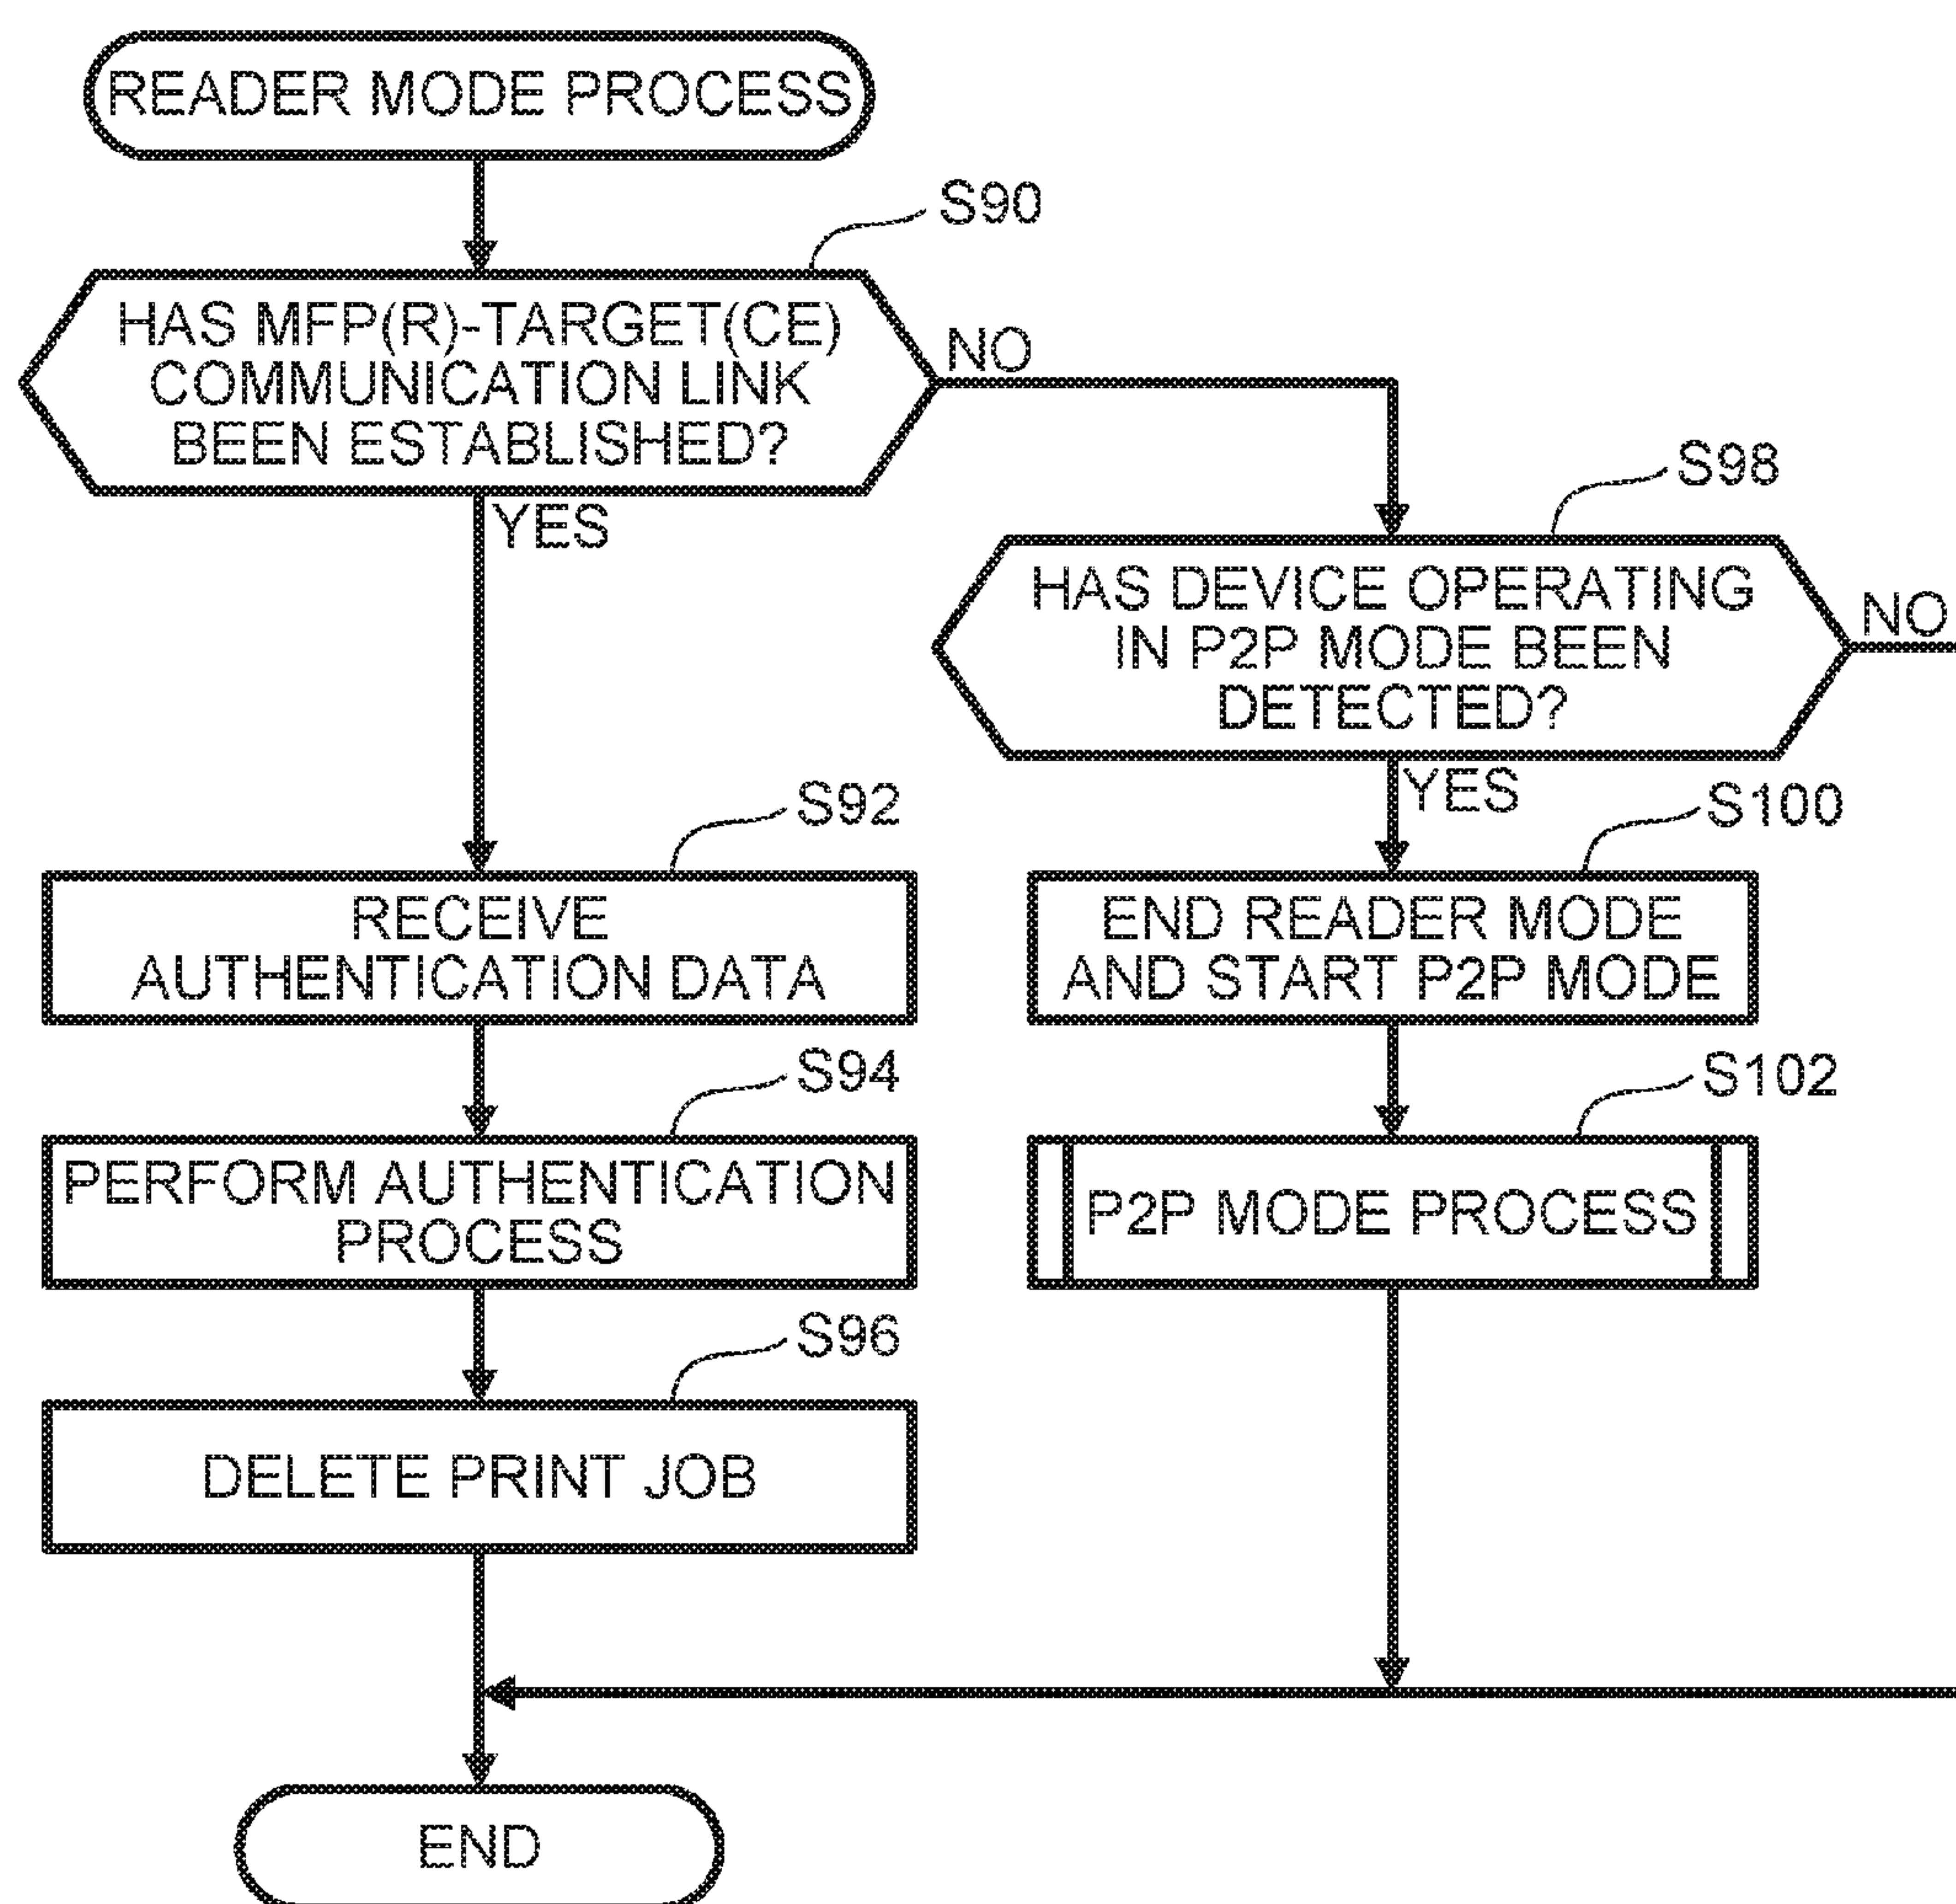 READER MODE PROCESS
S90
HAS MFP(R)-TARGET(CE)
COMMUNICATION LINK
BEEN ESTABLISHED?
NO
YES
S98
HAS DEVICE OPERATING
IN P2P MODE BEEN
DETECTED?
NO
YES
S92
RECEIVE
AUTHENTICATION DATA
S100
END READER MODE
AND START P2P MODE
S94
PERFORM AUTHENTICATION
PROCESS
S102
P2P MODE PROCESS
S96
DELETE PRINT JOB
END